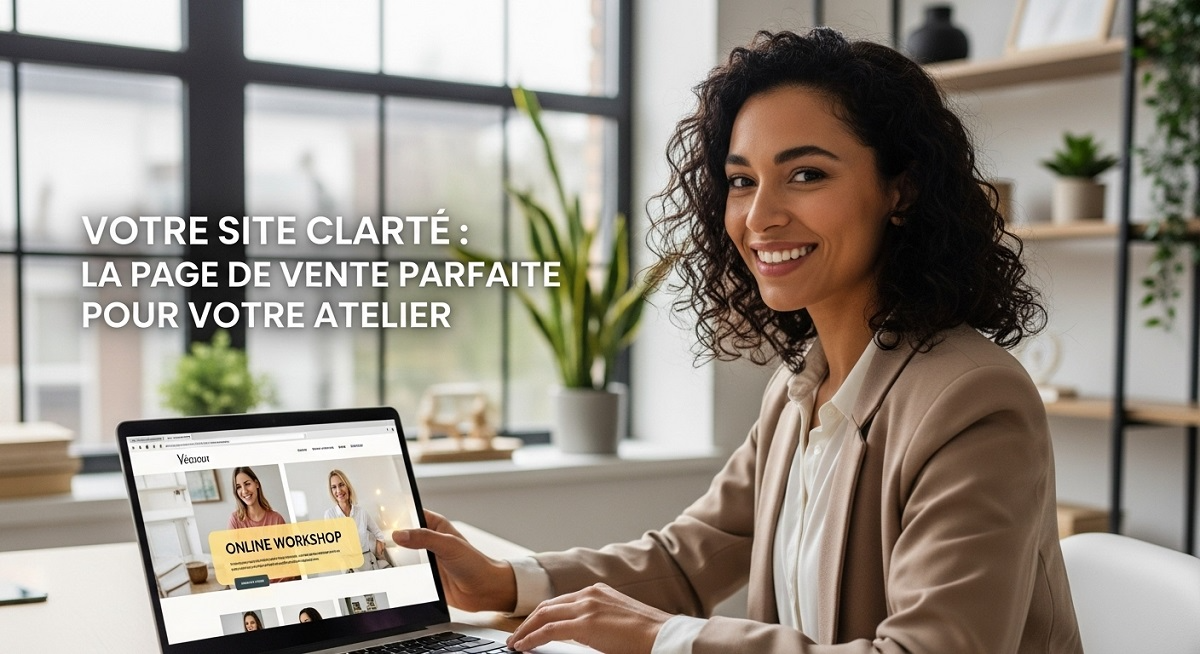 VOTRE SITE CLARTÉ :
LA PAGE DE VENTE PARFAITE
POUR VOTRE ATELIER
ONLINE WORKSHOP